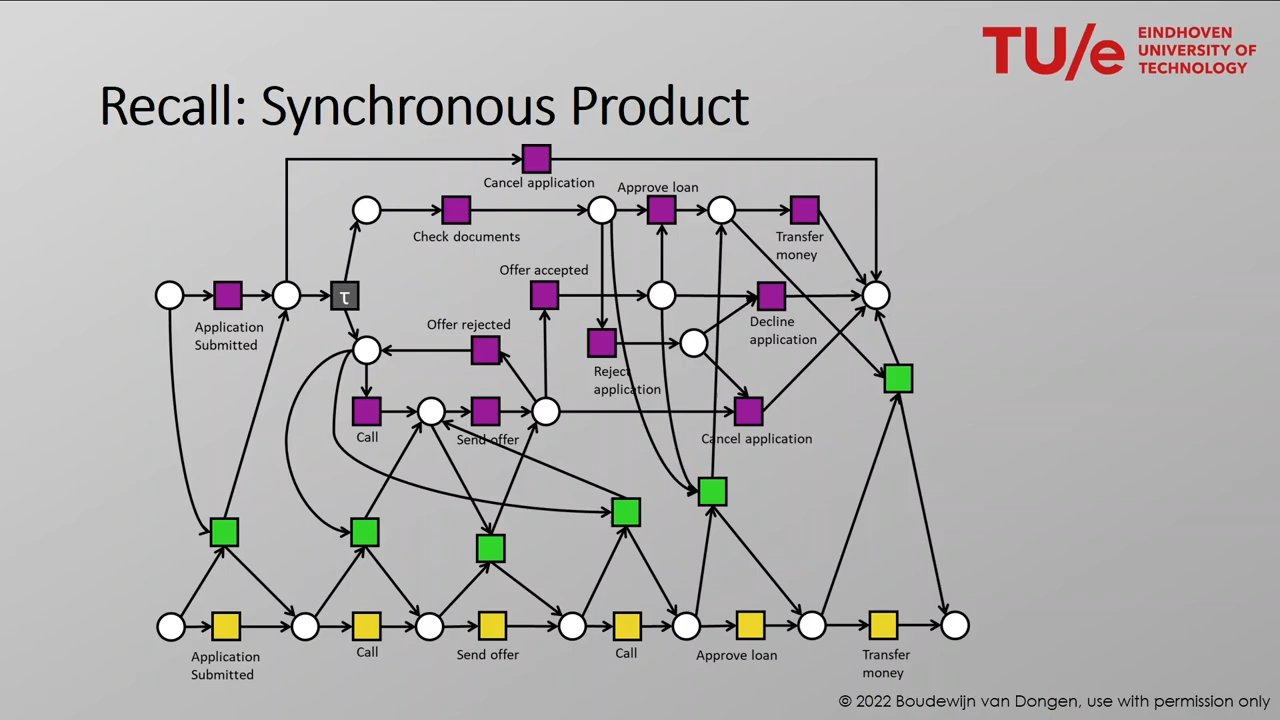 TU/e
EINDHOVEN
UNIVERSITY OF
TECHNOLOGY
Recall: Synchronous Product
Cancel application
Approve loan
Check documents
Transfer
money
Offer accepted
τ
Application
Submitted
Offer rejected
Decline
application
Reject
application
Call
Send offer
Cancel application
Application
Submitted
Call
Send offer
Call
Approve loan
Transfer
money
© 2022 Boudewijn van Dongen, use with permission only